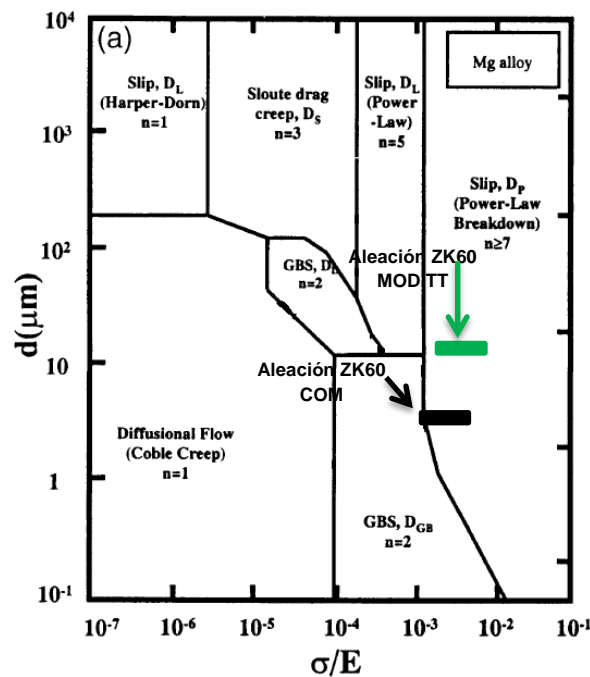 (a)
Mg alloy
Slip, D_L
(Harper-Dorn)
n=1
Sloute drag
creep, D_S
n=3
Slip, D_L
(Power
-Law)
n=5
Slip, D_P
(Power-Law
Breakdown)
n≥7
GBS, D_L
n=2
Aleación ZK60
MOD TT
Aleación ZK60
COM
Diffusional Flow
(Coble Creep)
n=1
GBS, D_GB
n=2
d(μm)
10^4
10^3
10^2
10
1
10^-1
10^-7
10^-6
10^-5
10^-4
10^-3
10^-2
10^-1
σ/E